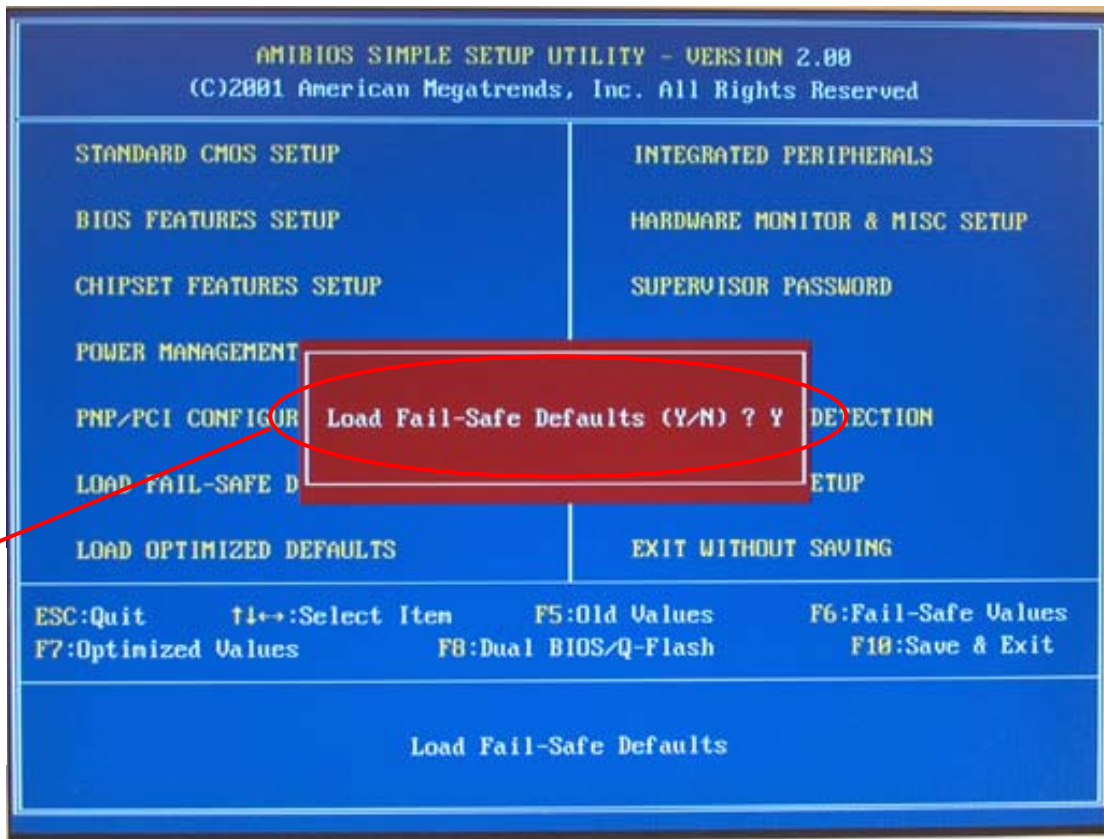 AMIBIOS SIMPLE SETUP UTILITY - VERSION 2.00
(C)2001 American Megatrends, Inc. All Rights Reserved
STANDARD CMOS SETUP
BIOS FEATURES SETUP
CHIPSET FEATURES SETUP
POWER MANAGEMENT
PNP/PCI CONFIGUR
LOAD FAIL-SAFE D
LOAD OPTIMIZED DEFAULTS
INTEGRATED PERIPHERALS
HARDWARE MONITOR & MISC SETUP
SUPERVISOR PASSWORD
DETECTION
ETUP
EXIT WITHOUT SAVING
Load Fail-Safe Defaults (Y/N) ? Y
ESC:Quit ↑↓←→:Select Item F5:Old Values F6:Fail-Safe Values
F7:Optimized Values F8:Dual BIOS/Q-Flash F10:Save & Exit
Load Fail-Safe Defaults